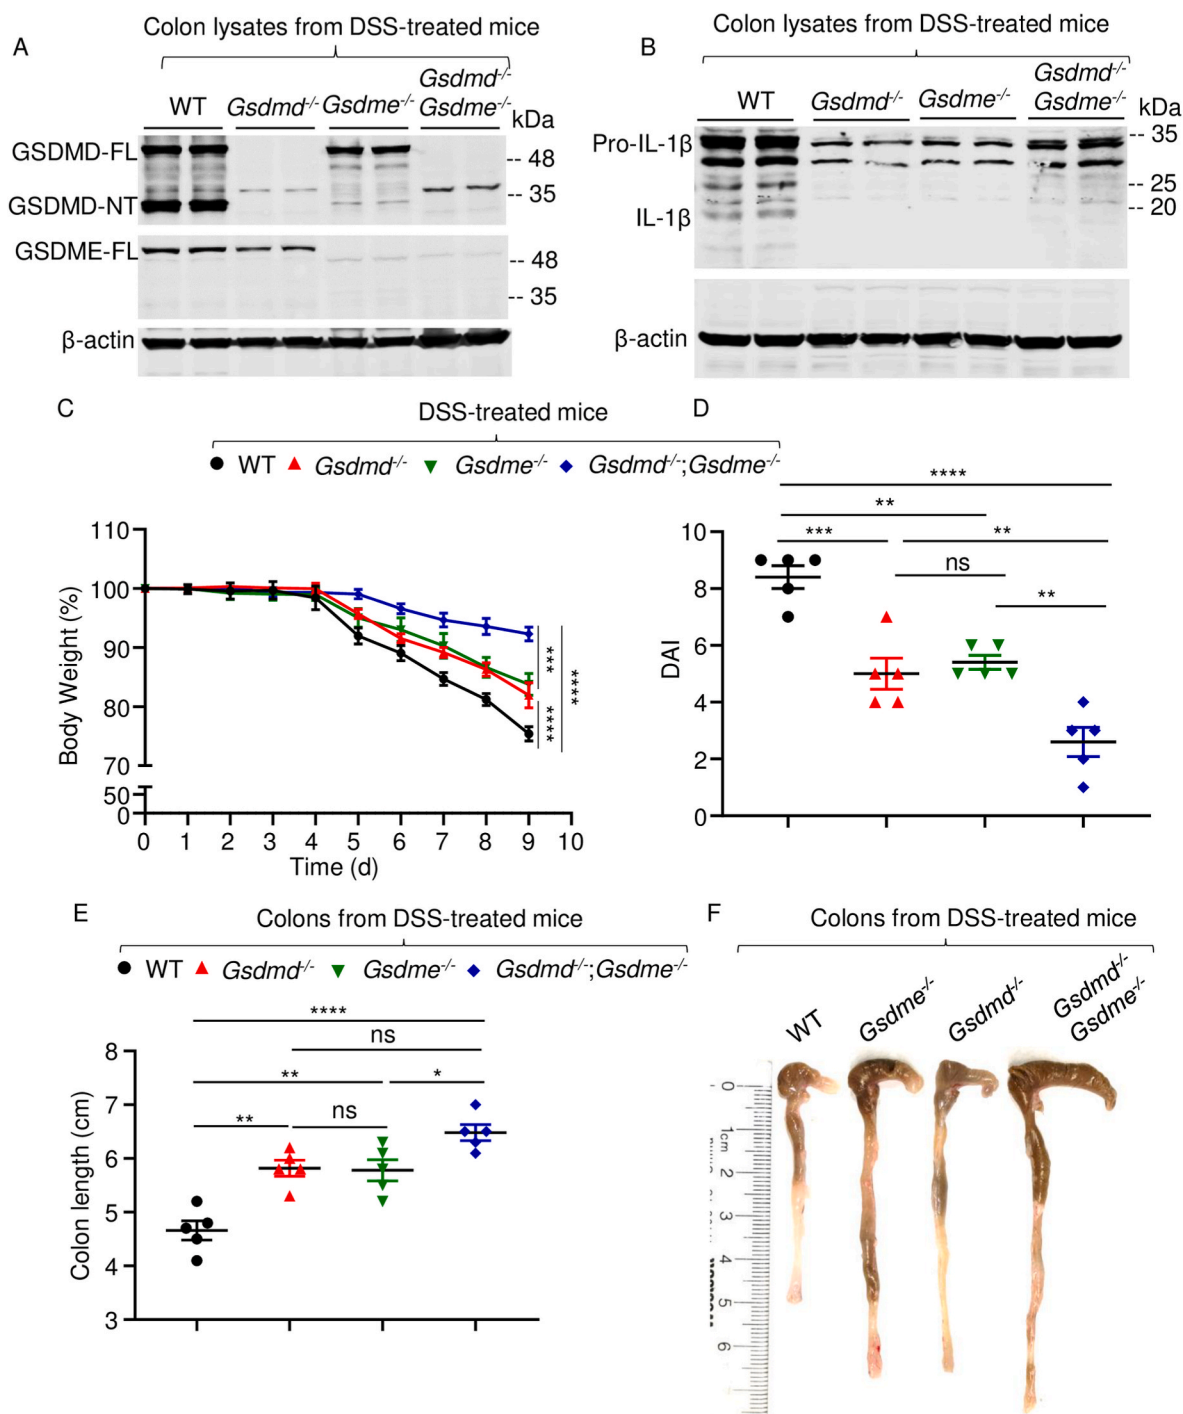 A
Colon lysates from DSS-treated mice
WT
Gsdmd-/-
Gsdme-/-
Gsdmd-/-
Gsdme-/-
kDa
GSDMD-FL
-- 48
-- 35
GSDMD-NT
GSDME-FL
-- 48
-- 35
β-actin
B
Colon lysates from DSS-treated mice
WT
Gsdmd-/-
Gsdme-/-
Gsdmd-/-
Gsdme-/-
kDa
Pro-IL-1β
-- 35
-- 25
-- 20
IL-1β
β-actin
C
DSS-treated mice
WT Gsdmd-/- Gsdme-/- Gsdmd-/-;Gsdme-/-
Body Weight (%)
110
100
90
80
70
50
0
0 1 2 3 4 5 6 7 8 9 10
Time (d)
***
****
****
D
****
**
*** **
ns
**
DAI
10
8
6
4
2
0
E
Colons from DSS-treated mice
WT Gsdmd-/- Gsdme-/- Gsdmd-/-;Gsdme-/-
****
ns
** *
** ns
Colon length (cm)
8
7
6
5
4
3
F
Colons from DSS-treated mice
WT
Gsdme-/-
Gsdmd-/-
Gsdmd-/-
Gsdme-/-
0
1cm
2
3
4
5
6